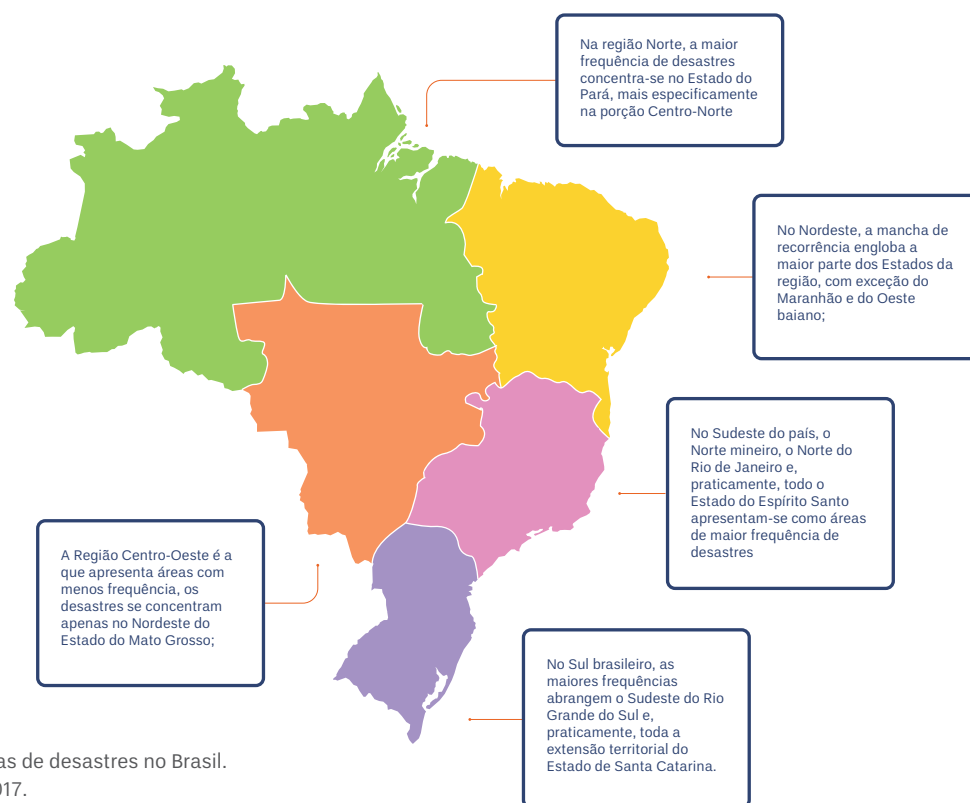 Na região Norte, a maior
frequência de desastres
concentra-se no Estado do
Pará, mais especificamente
na porção Centro-Norte
No Nordeste, a mancha de
recorrência engloba a
maior parte dos Estados da
região, com exceção do
Maranhão e do Oeste
baiano;
No Sudeste do país, o
Norte mineiro, o Norte do
Rio de Janeiro e,
praticamente, todo o
Estado do Espírito Santo
apresentam-se como áreas
de maior frequência de
desastres
A Região Centro-Oeste é a
que apresenta áreas com
menos frequência, os
desastres se concentram
apenas no Nordeste do
Estado do Mato Grosso;
No Sul brasileiro, as
maiores frequências
abrangem o Sudeste do Rio
Grande do Sul e,
praticamente, toda a
extensão territorial do
Estado de Santa Catarina.
de desastres no Brasil.